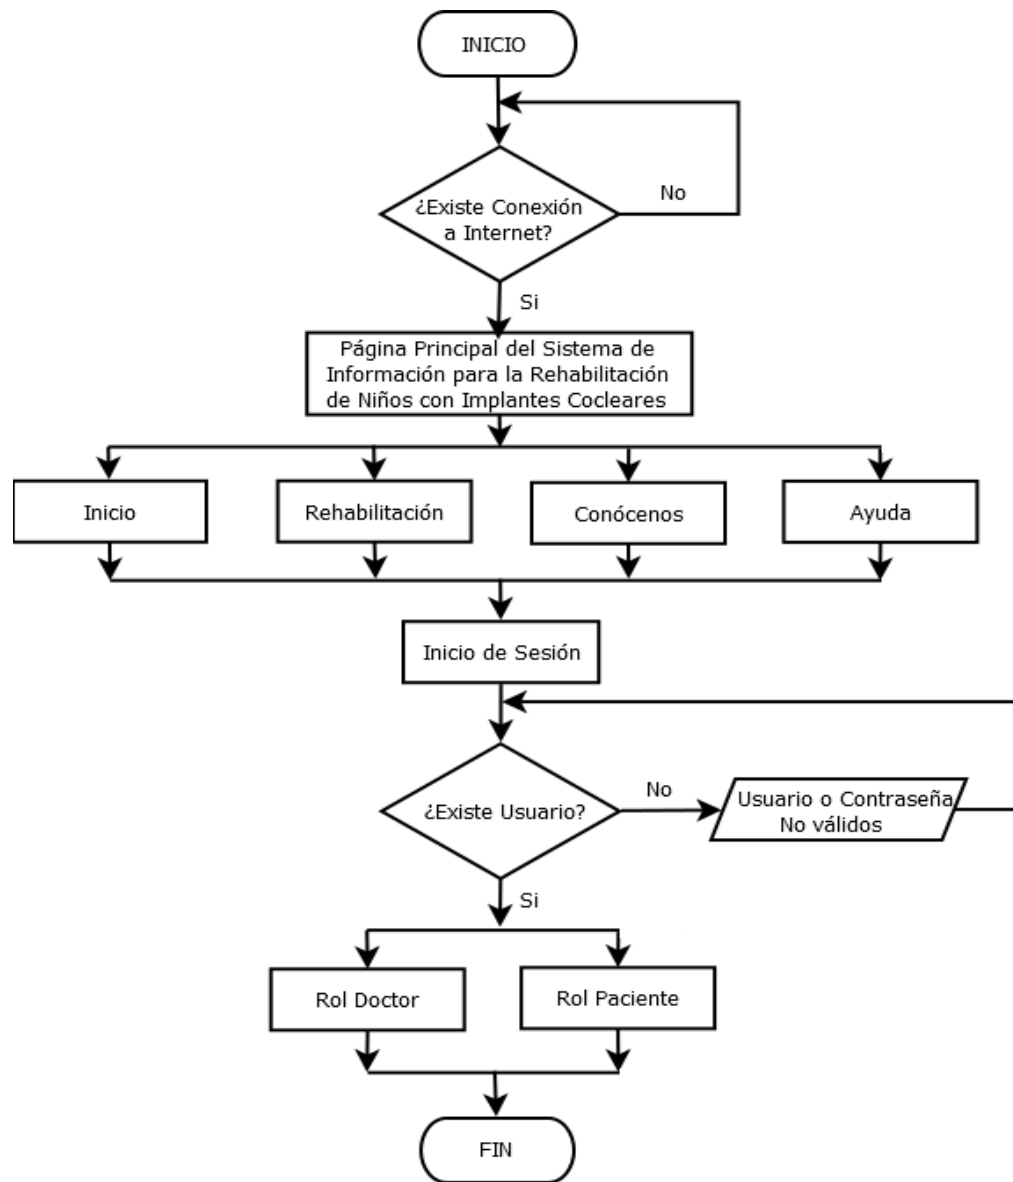 INICIO
¿Existe Conexión
a Internet?
No
Si
Página Principal del Sistema de
Información para la Rehabilitación
de Niños con Implantes Cocleares
Inicio
Rehabilitación
Conócenos
Ayuda
Inicio de Sesión
¿Existe Usuario?
No
Usuario o Contraseña
No válidos
Si
Rol Doctor
Rol Paciente
FIN